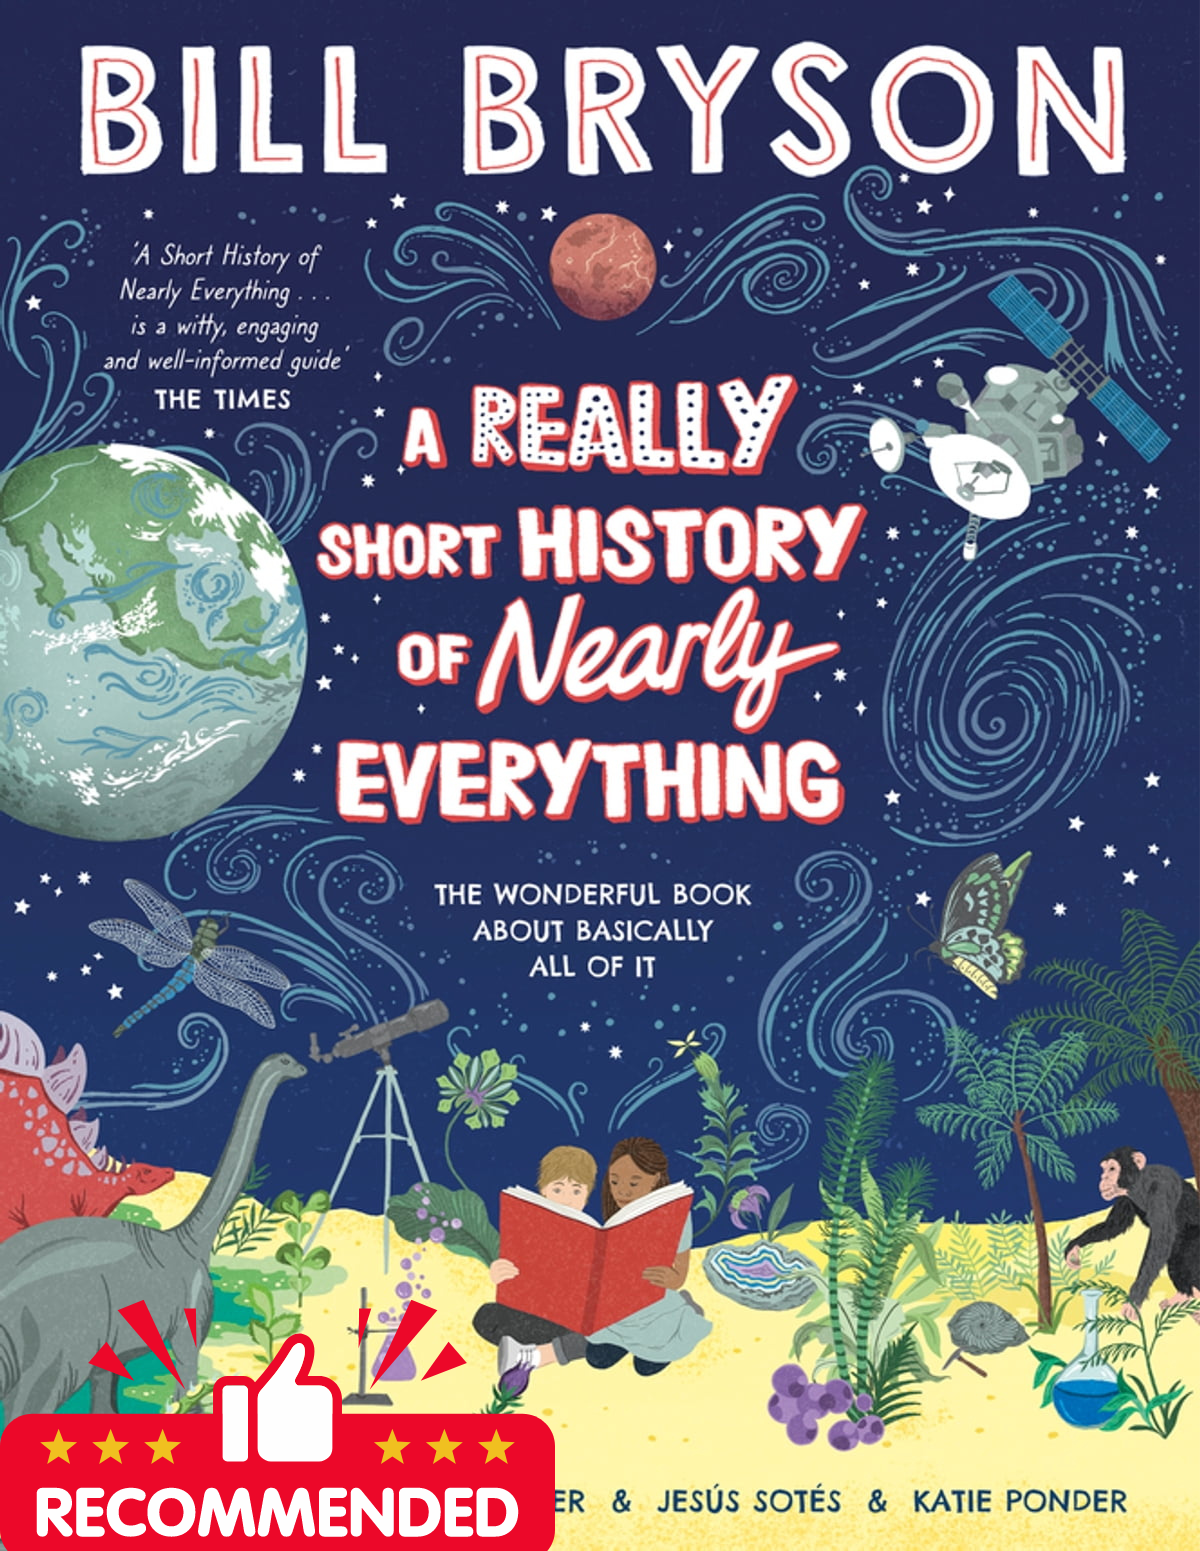 BILL BRYSON
'A Short History of
Nearly Everything . . .
is a witty, engaging
and well-informed guide'
THE TIMES
A REALLY
SHORT HISTORY
OF Nearly
EVERYTHING
THE WONDERFUL BOOK
ABOUT BASICALLY
ALL OF IT
& JESÚS SOTÉS & KATIE PONDER
RECOMMENDED